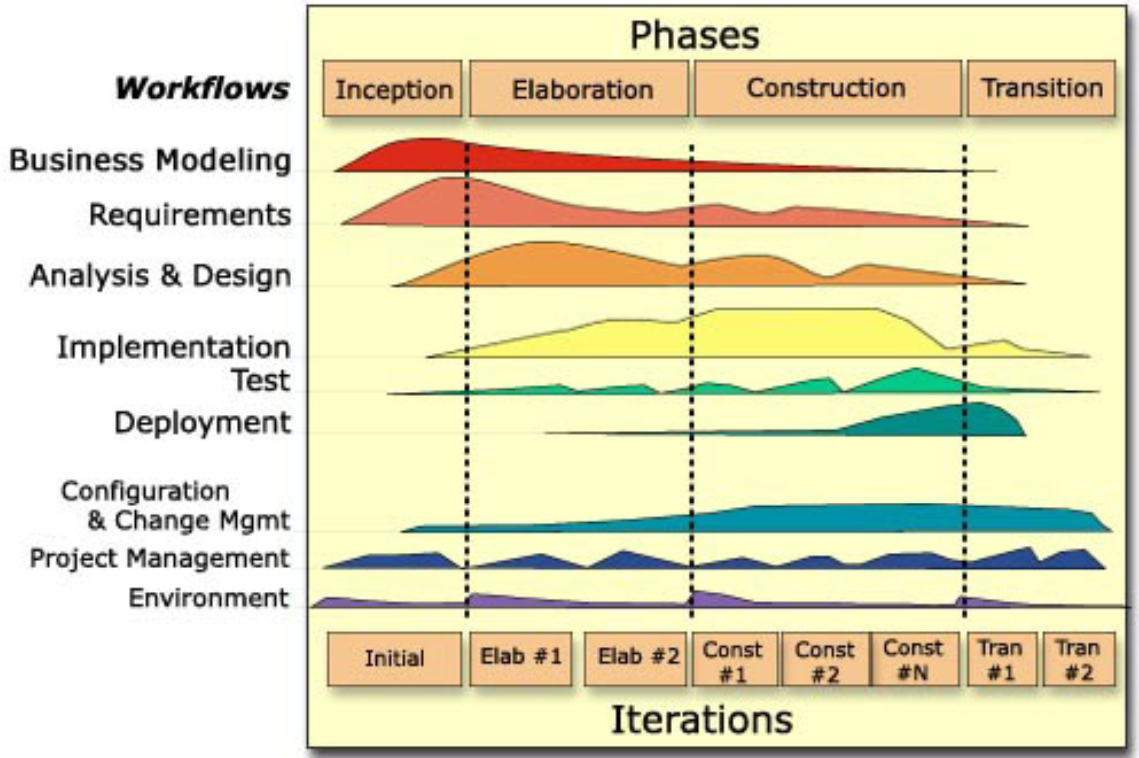 Phases
Workflows
Inception
Elaboration
Construction
Transition
Business Modeling
Requirements
Analysis & Design
Implementation
Test
Deployment
Configuration
& Change Mgmt
Project Management
Environment
Initial
Elab #1
Elab #2
Const
#1
Const
#2
Const
#N
Tran
#1
Tran
#2
Iterations